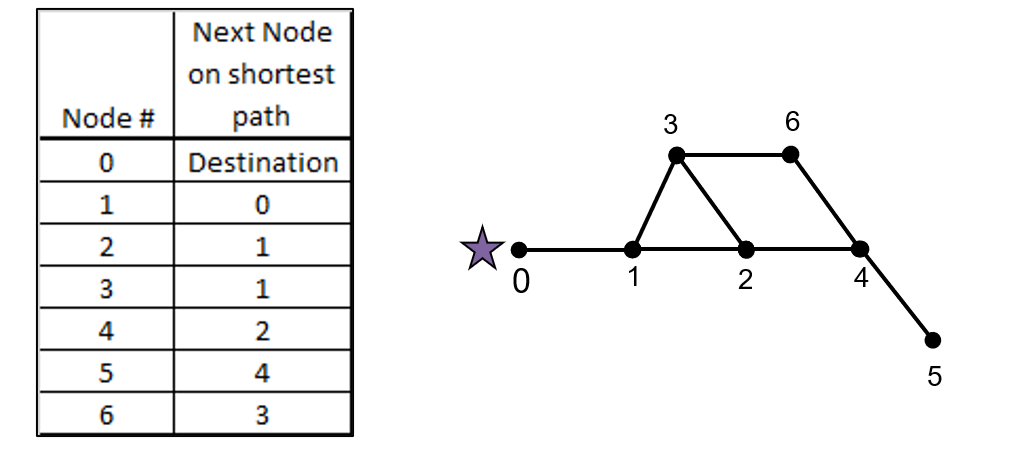 Next Node
on shortest
Node # path
0 Destination
1 0
2 1
3 1
4 2
5 4
6 3
3 6
0 1 2 4
5